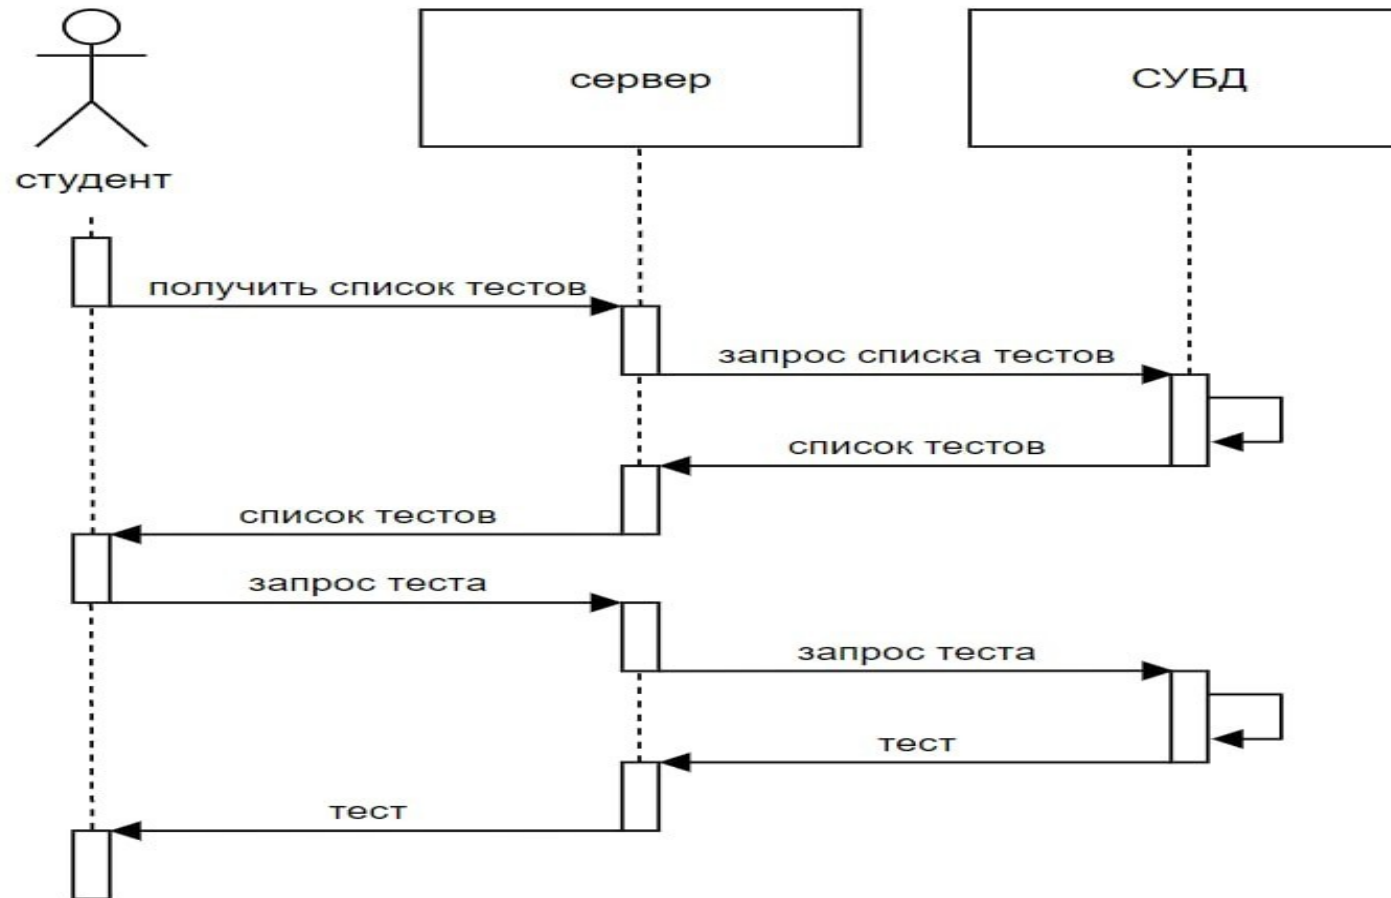 сервер
СУБД
студент
получить список тестов
запрос списка тестов
список тестов
список тестов
запрос теста
запрос теста
тест
тест